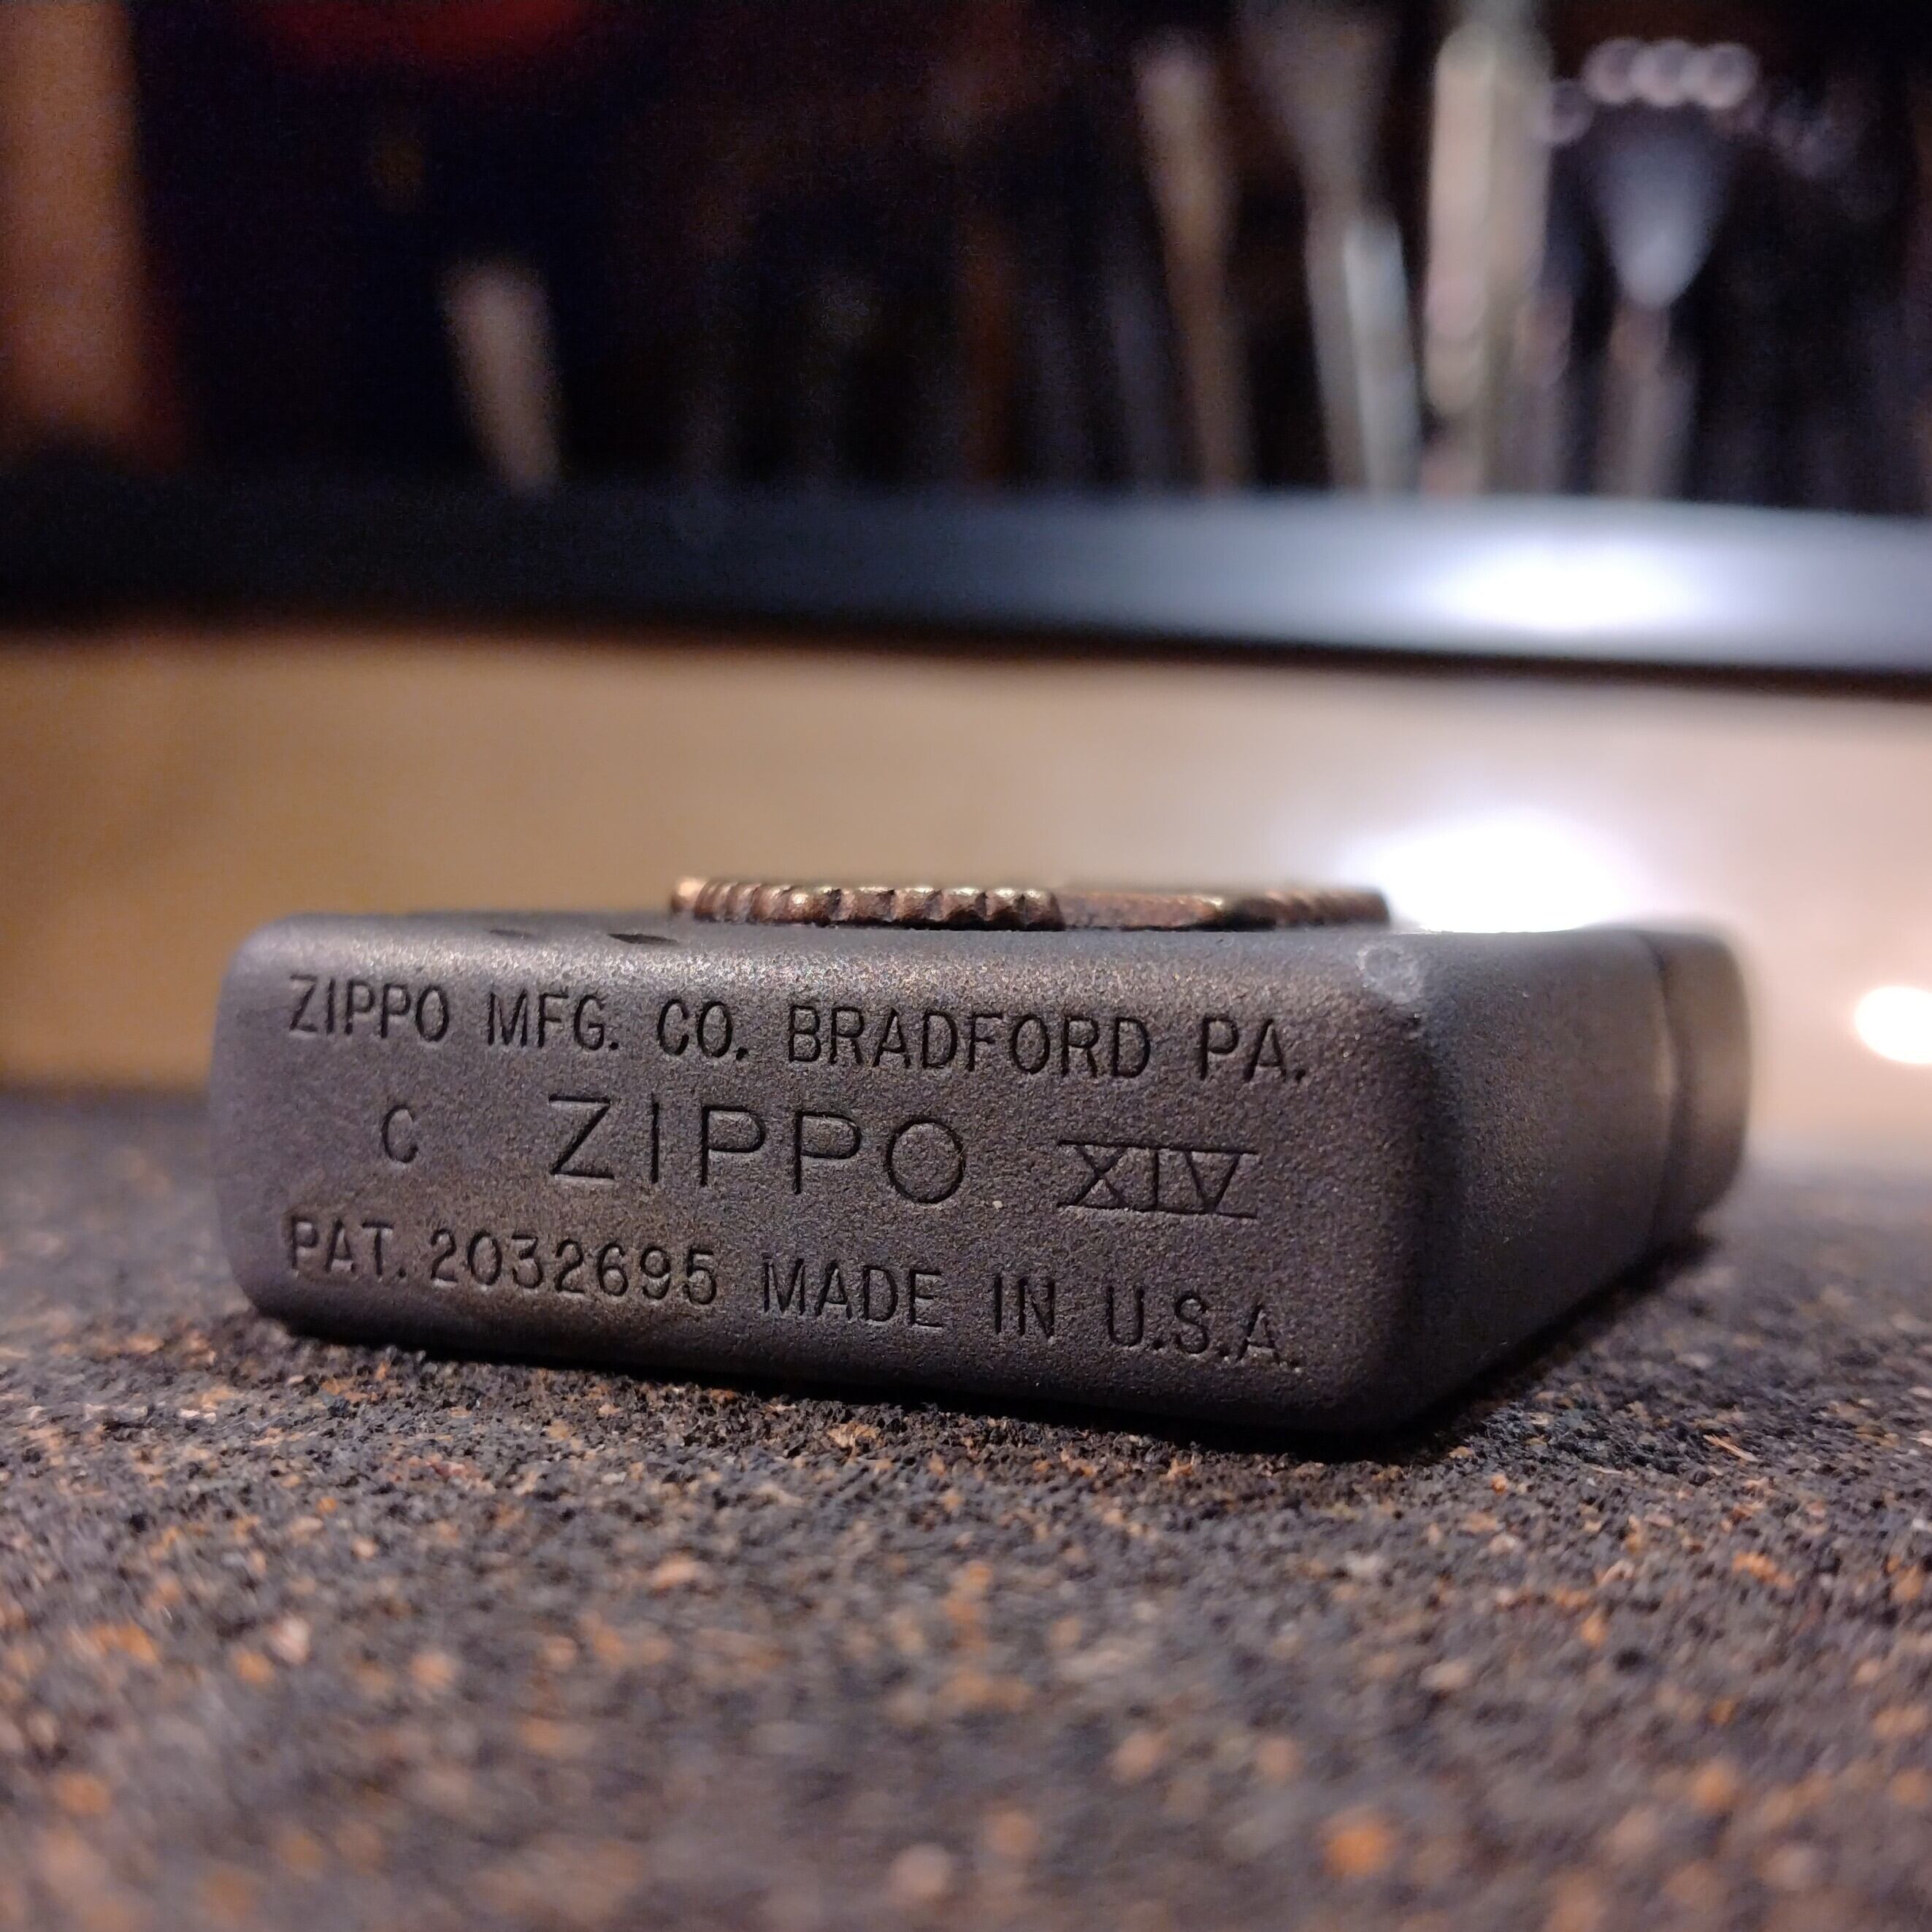 ZIPPO MFG. CO. BRADFORD PA.
C ZIPPO XIV
PAT. 2032695 MADE IN U.S.A.